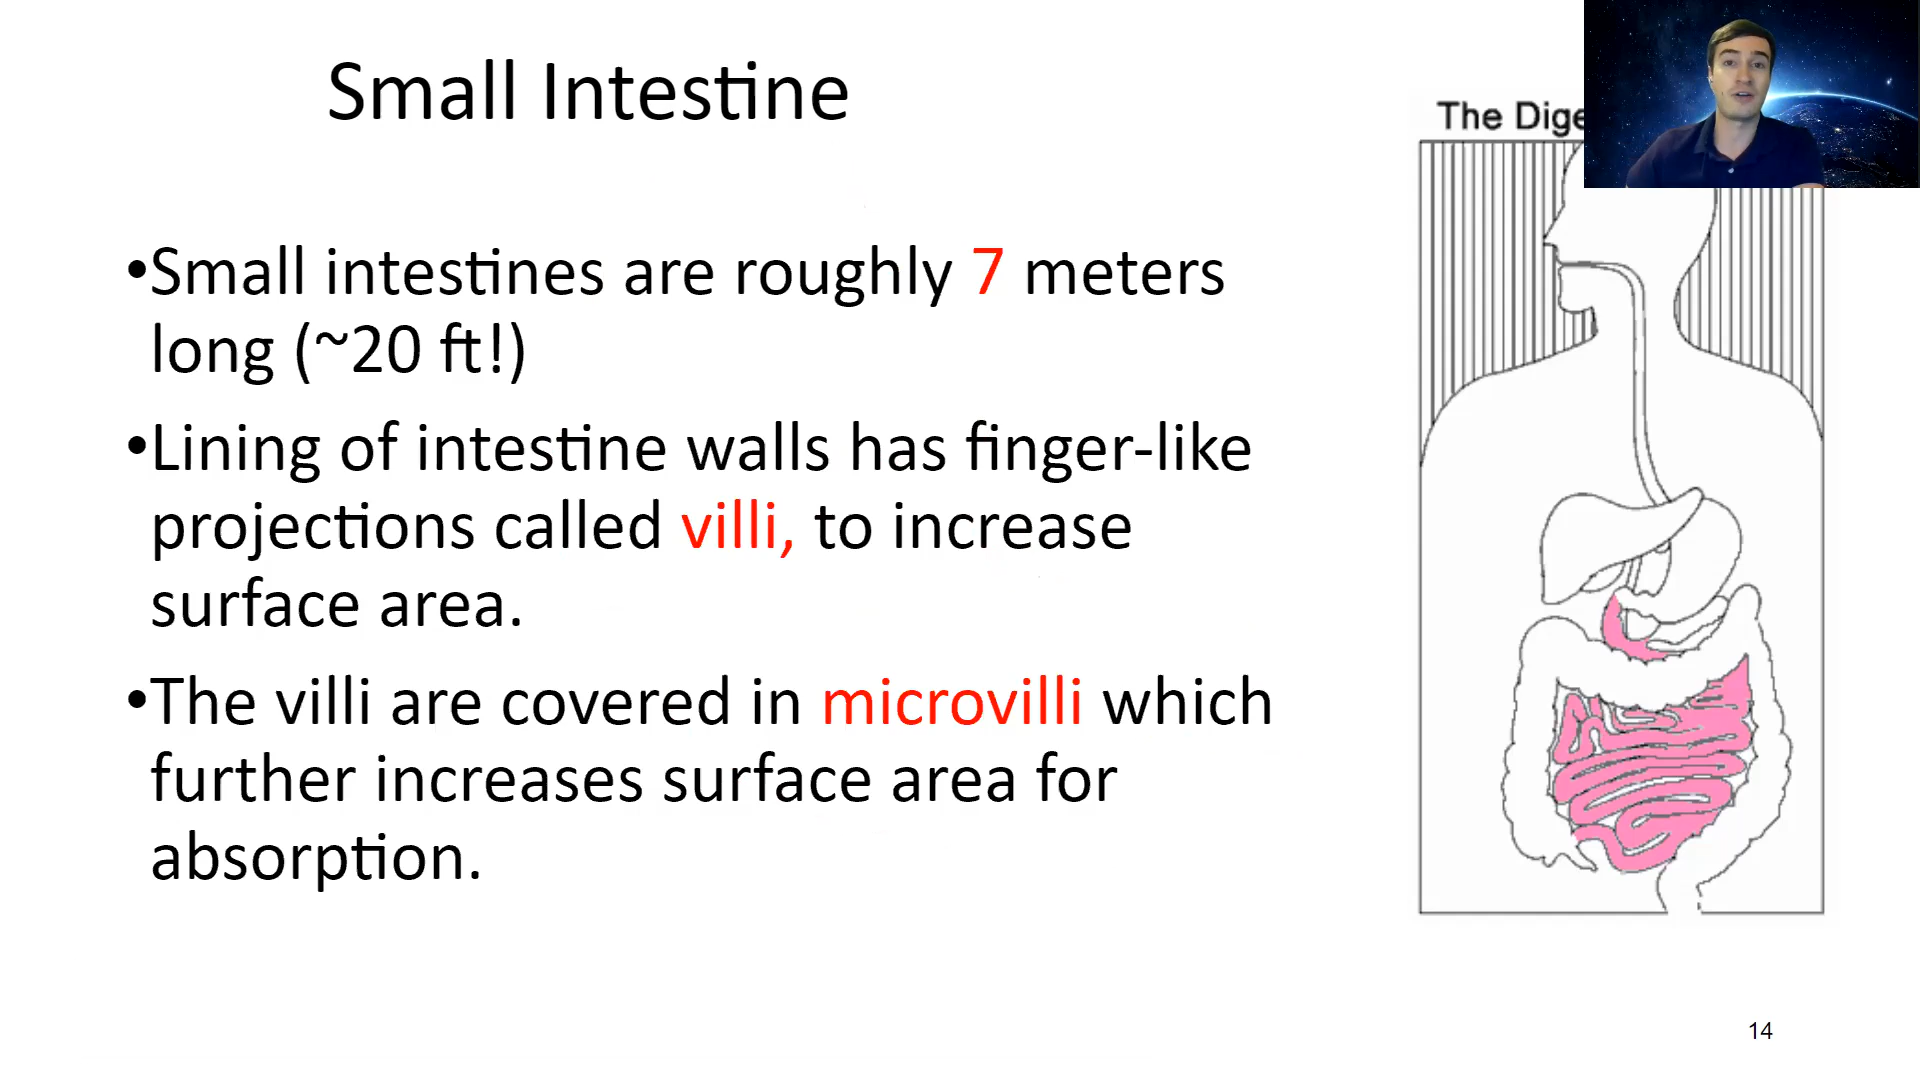 Small Intestine
The Dige
•Small intestines are roughly 7 meters
long (~20 ft!)
•Lining of intestine walls has finger-like
projections called villi, to increase
surface area.
•The villi are covered in microvilli which
further increases surface area for
absorption.
14